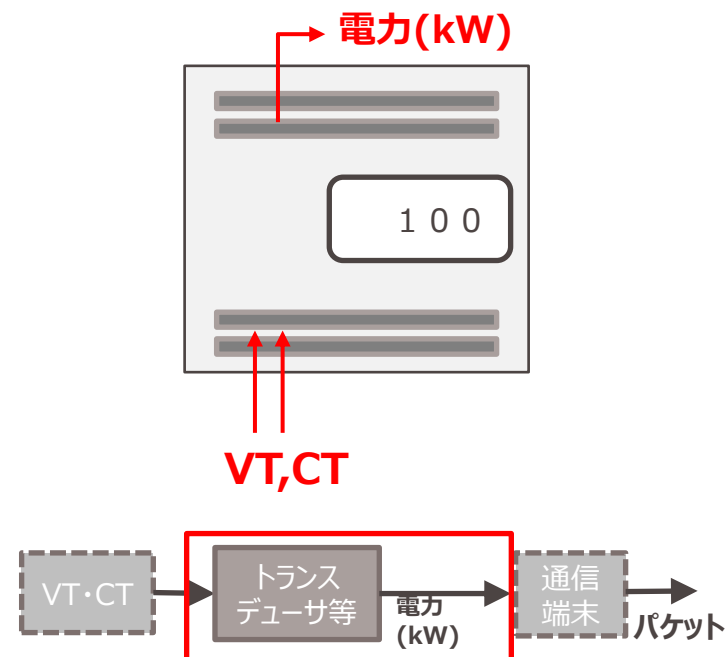 電力(kW)
１００
VT,CT
VT・CT
トランス
デューサ等
電力
(kW)
通信
端末
パケット